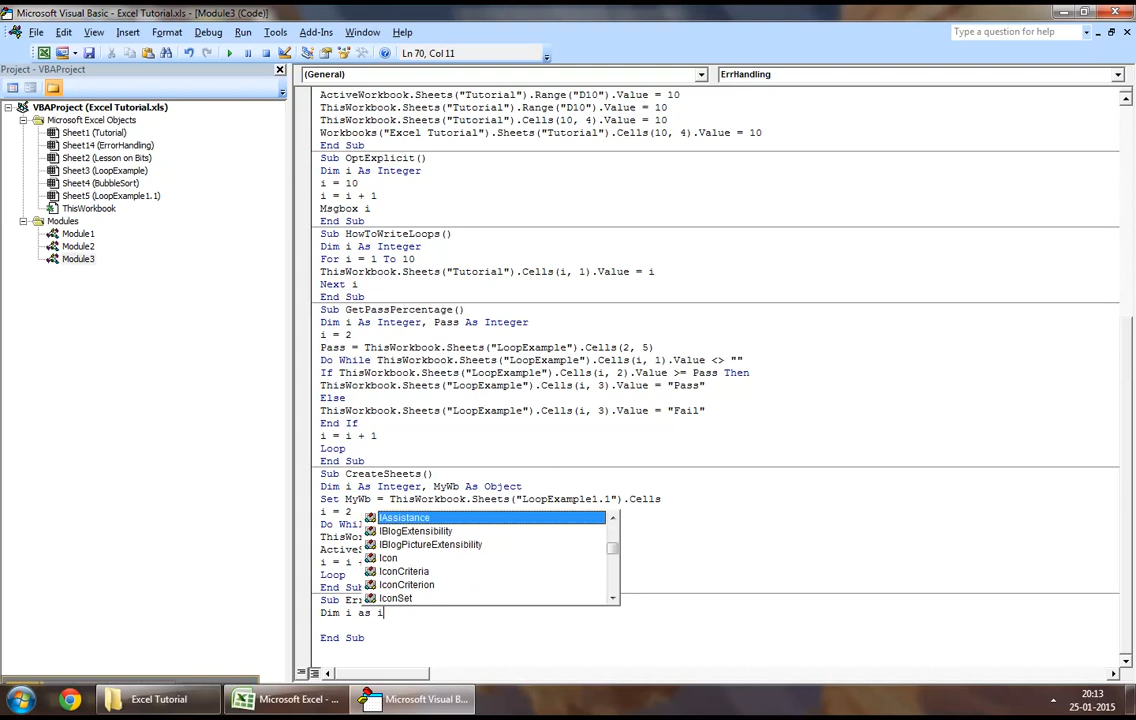 Microsoft Visual Basic - Excel Tutorial.xls - [Module3 (Code)]
File Edit View Insert Format Debug Run Tools Add-Ins Window Help
Type a question for help
Ln 70, Col 11
Project - VBAProject
(General)
ErrHandling
VBAProject (Excel Tutorial.xls)
Microsoft Excel Objects
Sheet1 (Tutorial)
Sheet14 (ErrorHandling)
Sheet2 (Lesson on Bits)
Sheet3 (LoopExample)
Sheet4 (BubbleSort)
Sheet5 (LoopExample1.1)
ThisWorkbook
Modules
Module1
Module2
Module3
ActiveWorkbook.Sheets("Tutorial").Range("D10").Value = 10
ThisWorkbook.Sheets("Tutorial").Range("D10").Value = 10
ThisWorkbook.Sheets("Tutorial").Cells(10, 4).Value = 10
Workbooks("Excel Tutorial").Sheets("Tutorial").Cells(10, 4).Value = 10
End Sub
Sub OptExplicit()
Dim i As Integer
i = 10
i = i + 1
Msgbox i
End Sub
Sub HowToWriteLoops()
Dim i As Integer
For i = 1 To 10
ThisWorkbook.Sheets("Tutorial").Cells(i, 1).Value = i
Next i
End Sub
Sub GetPassPercentage()
Dim i As Integer, Pass As Integer
i = 2
Pass = ThisWorkbook.Sheets("LoopExample").Cells(2, 5)
Do While ThisWorkbook.Sheets("LoopExample").Cells(i, 1).Value <> ""
If ThisWorkbook.Sheets("LoopExample").Cells(i, 2).Value >= Pass Then
ThisWorkbook.Sheets("LoopExample").Cells(i, 3).Value = "Pass"
Else
ThisWorkbook.Sheets("LoopExample").Cells(i, 3).Value = "Fail"
End If
i = i + 1
Loop
End Sub
Sub CreateSheets()
Dim i As Integer, MyWb As Object
Set MyWb = ThisWorkbook.Sheets("LoopExample1.1").Cells
i = 2
Do Whil
ThisWo
ActiveS
i = i +
Loop
End Sub
Sub Err
Dim i as i
End Sub
IAssistance
IBlogExtensibility
IBlogPictureExtensibility
Icon
IconCriteria
IconCriterion
IconSet
Excel Tutorial
Microsoft Excel - ...
Microsoft Visual B...
20:13
25-01-2015